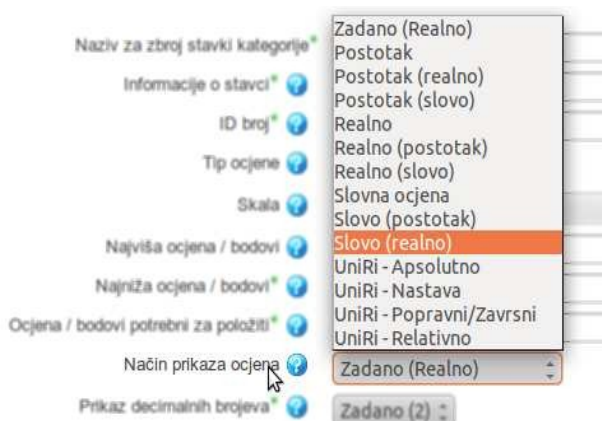 Naziv za zbroj stavki kategorije*
Informacije o stavci*
ID broj*
Tip ocjene
Skala
Najviša ocjena / bodovi
Najniža ocjena / bodovi*
Ocjena / bodovi potrebni za položiti*
Način prikaza ocjena
Prikaz decimalnih brojeva*
Zadano (Realno)
Postotak
Postotak (realno)
Postotak (slovo)
Realno
Realno (postotak)
Realno (slovo)
Slovna ocjena
Slovo (postotak)
Slovo (realno)
UniRi - Apsolutno
UniRi - Nastava
UniRi - Popravni/Zavrsni
UniRi - Relativno
Zadano (Realno)
Zadano (2)